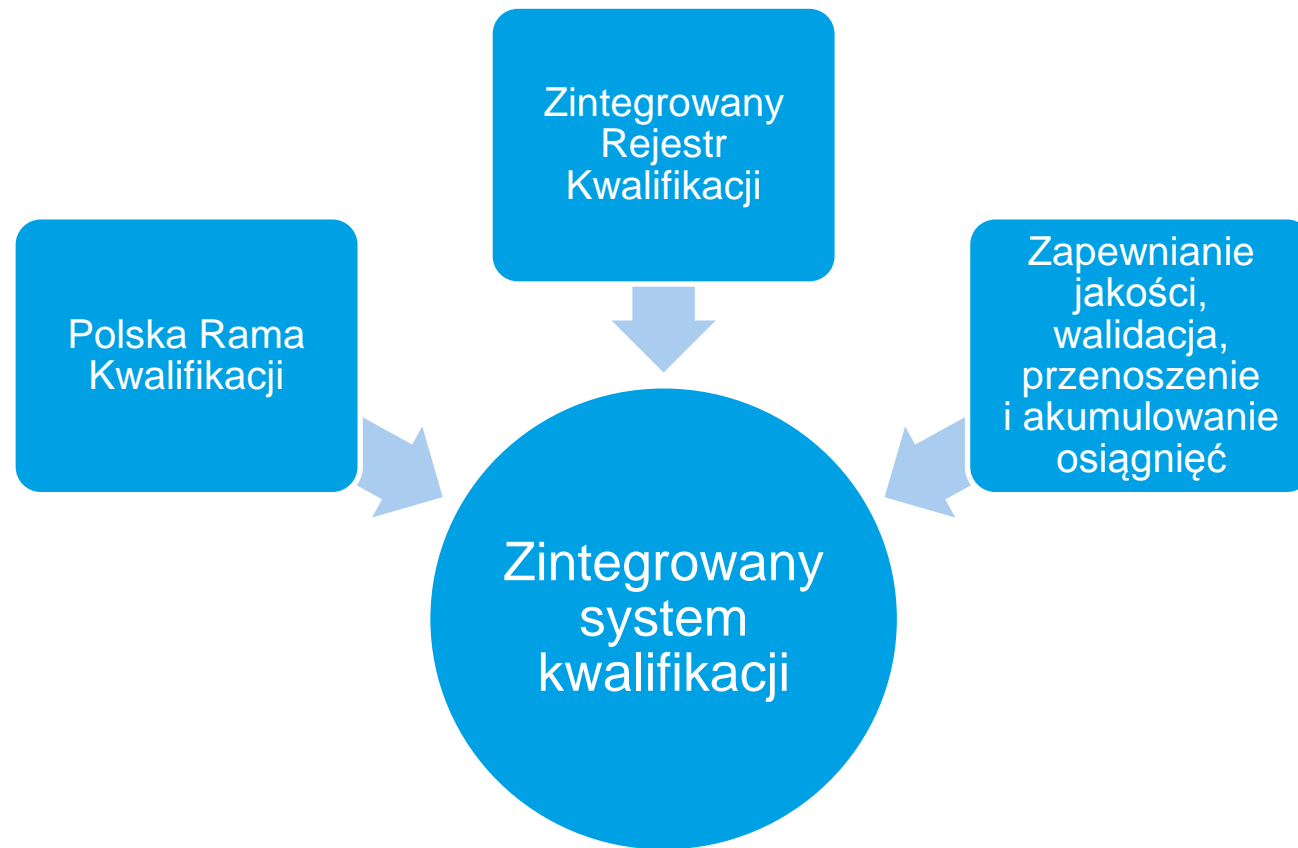 Zintegrowany
Rejestr
Kwalifikacji
Polska Rama
Kwalifikacji
Zapewnianie
jakości,
walidacja,
przenoszenie
i akumulowanie
osiągnięć
Zintegrowany
system
kwalifikacji